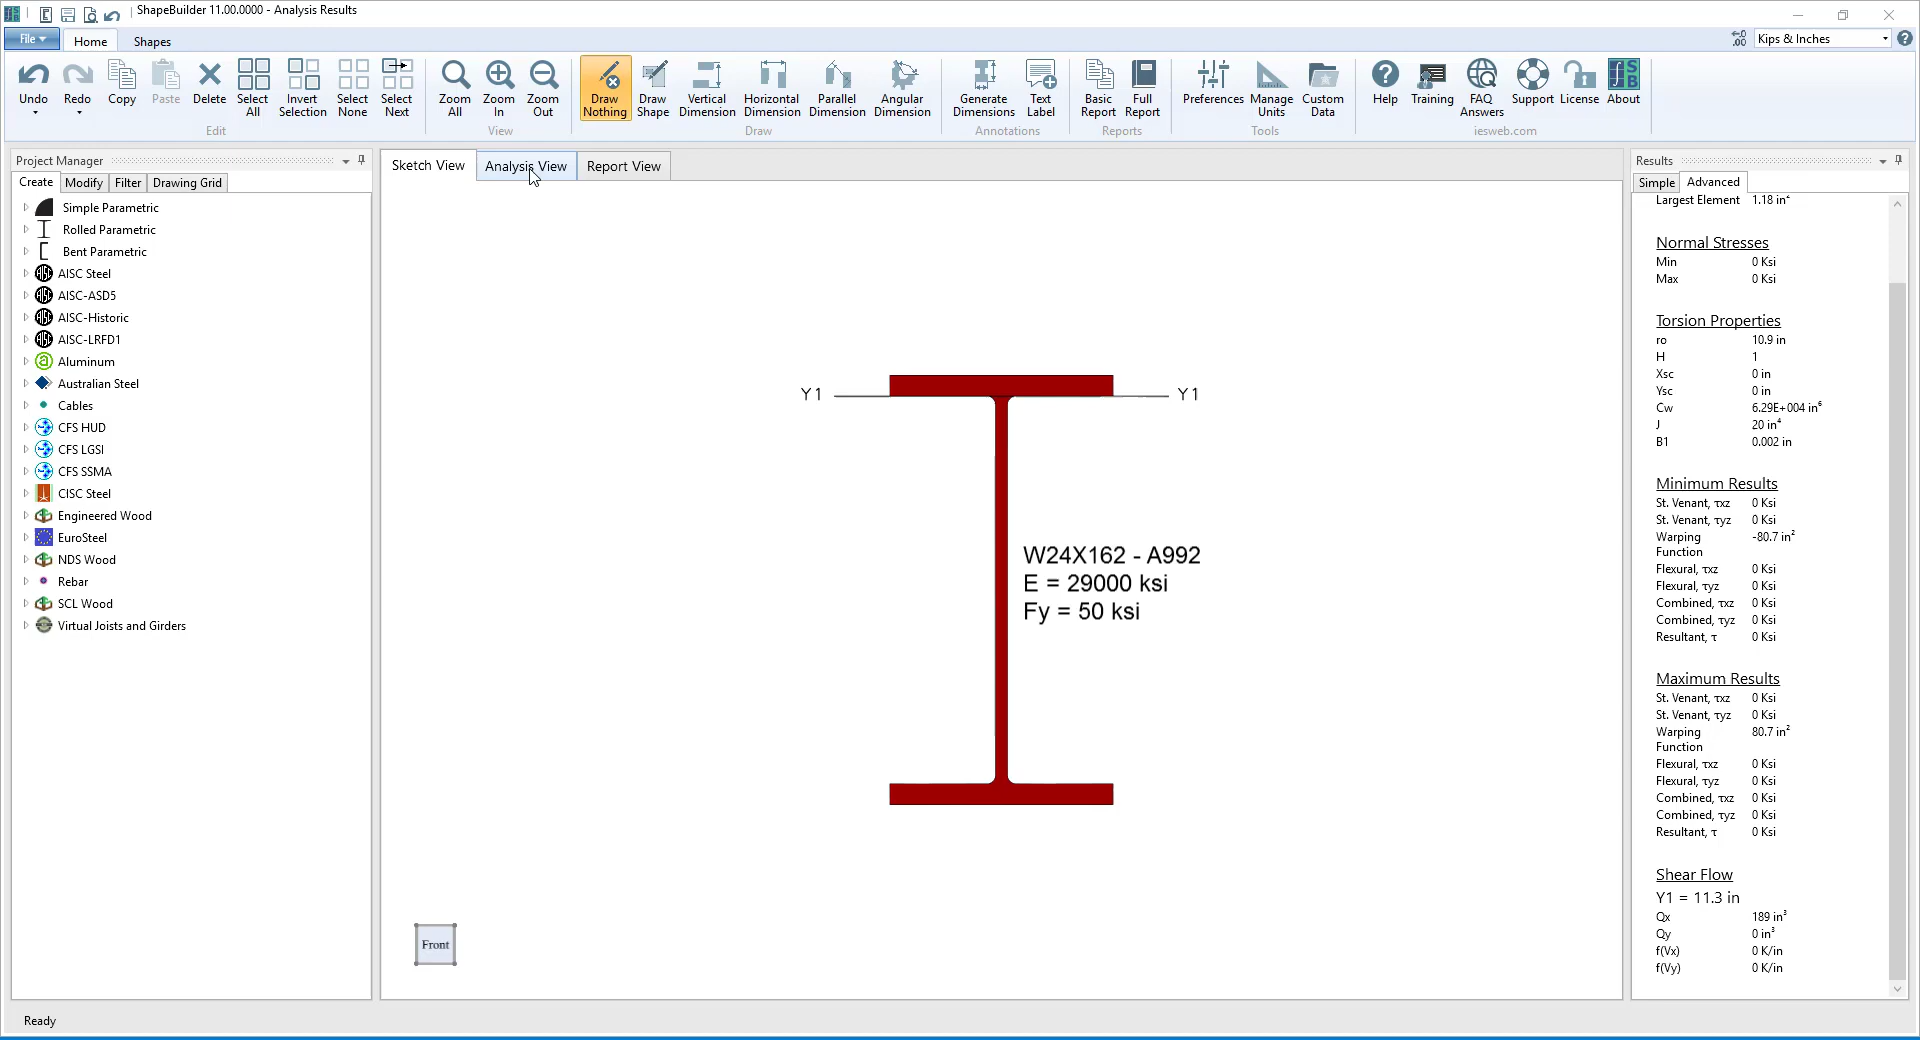 ShapeBuilder 11.00.0000 - Analysis Results
File
Home
Shapes
Kips & Inches
Undo
Redo
Copy
Paste
Delete
Select All
Invert Selection
Select None
Select Next
Edit
Zoom All
Zoom In
Zoom Out
View
Draw Nothing
Draw Shape
Vertical Dimension
Horizontal Dimension
Parallel Dimension
Angular Dimension
Draw
Generate Dimensions
Text Label
Annotations
Basic Report
Full Report
Reports
Preferences
Manage Units
Custom Data
Tools
Help
Training
FAQ Answers
Support
License
About
iesweb.com
Project Manager
Create
Modify
Filter
Drawing Grid
Simple Parametric
Rolled Parametric
Bent Parametric
AISC Steel
AISC-ASD5
AISC-Historic
AISC-LRFD1
Aluminum
Australian Steel
Cables
CFS HUD
CFS LGSI
CFS SSMA
CISC Steel
Engineered Wood
EuroSteel
NDS Wood
Rebar
SCL Wood
Virtual Joists and Girders
Sketch View
Analysis View
Report View
Y1
Y1
W24X162 - A992
E = 29000 ksi
Fy = 50 ksi
Front
Results
Simple
Advanced
Largest Element 1.18 in²
Normal Stresses
Min 0 Ksi
Max 0 Ksi
Torsion Properties
ro 10.9 in
H 1
Xsc 0 in
Ysc 0 in
Cw 6.29E+004 in⁶
J 20 in⁴
B1 0.002 in
Minimum Results
St. Venant, τxz 0 Ksi
St. Venant, τyz 0 Ksi
Warping Function -80.7 in²
Flexural, τxz 0 Ksi
Flexural, τyz 0 Ksi
Combined, τxz 0 Ksi
Combined, τyz 0 Ksi
Resultant, τ 0 Ksi
Maximum Results
St. Venant, τxz 0 Ksi
St. Venant, τyz 0 Ksi
Warping Function 80.7 in²
Flexural, τxz 0 Ksi
Flexural, τyz 0 Ksi
Combined, τxz 0 Ksi
Combined, τyz 0 Ksi
Resultant, τ 0 Ksi
Shear Flow
Y1 = 11.3 in
Qx 189 in³
Qy 0 in³
f(Vx) 0 K/in
f(Vy) 0 K/in
Ready